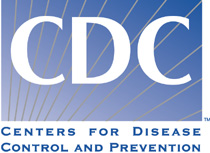 CDC
TM
CENTERS FOR DISEASE
CONTROL AND PREVENTION